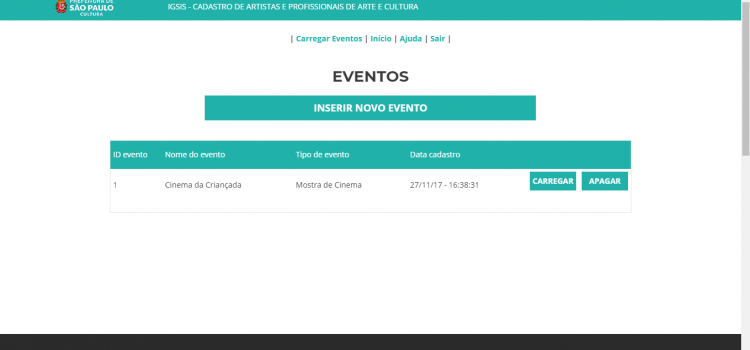 PREFEITURA DE
SÃO PAULO
CULTURA
IGSIS - CADASTRO DE ARTISTAS E PROFISSIONAIS DE ARTE E CULTURA
| Carregar Eventos | Início | Ajuda | Sair |
EVENTOS
INSERIR NOVO EVENTO
ID evento Nome do evento Tipo de evento Data cadastro
1 Cinema da Criançada Mostra de Cinema 27/11/17 - 16:38:31 CARREGAR APAGAR